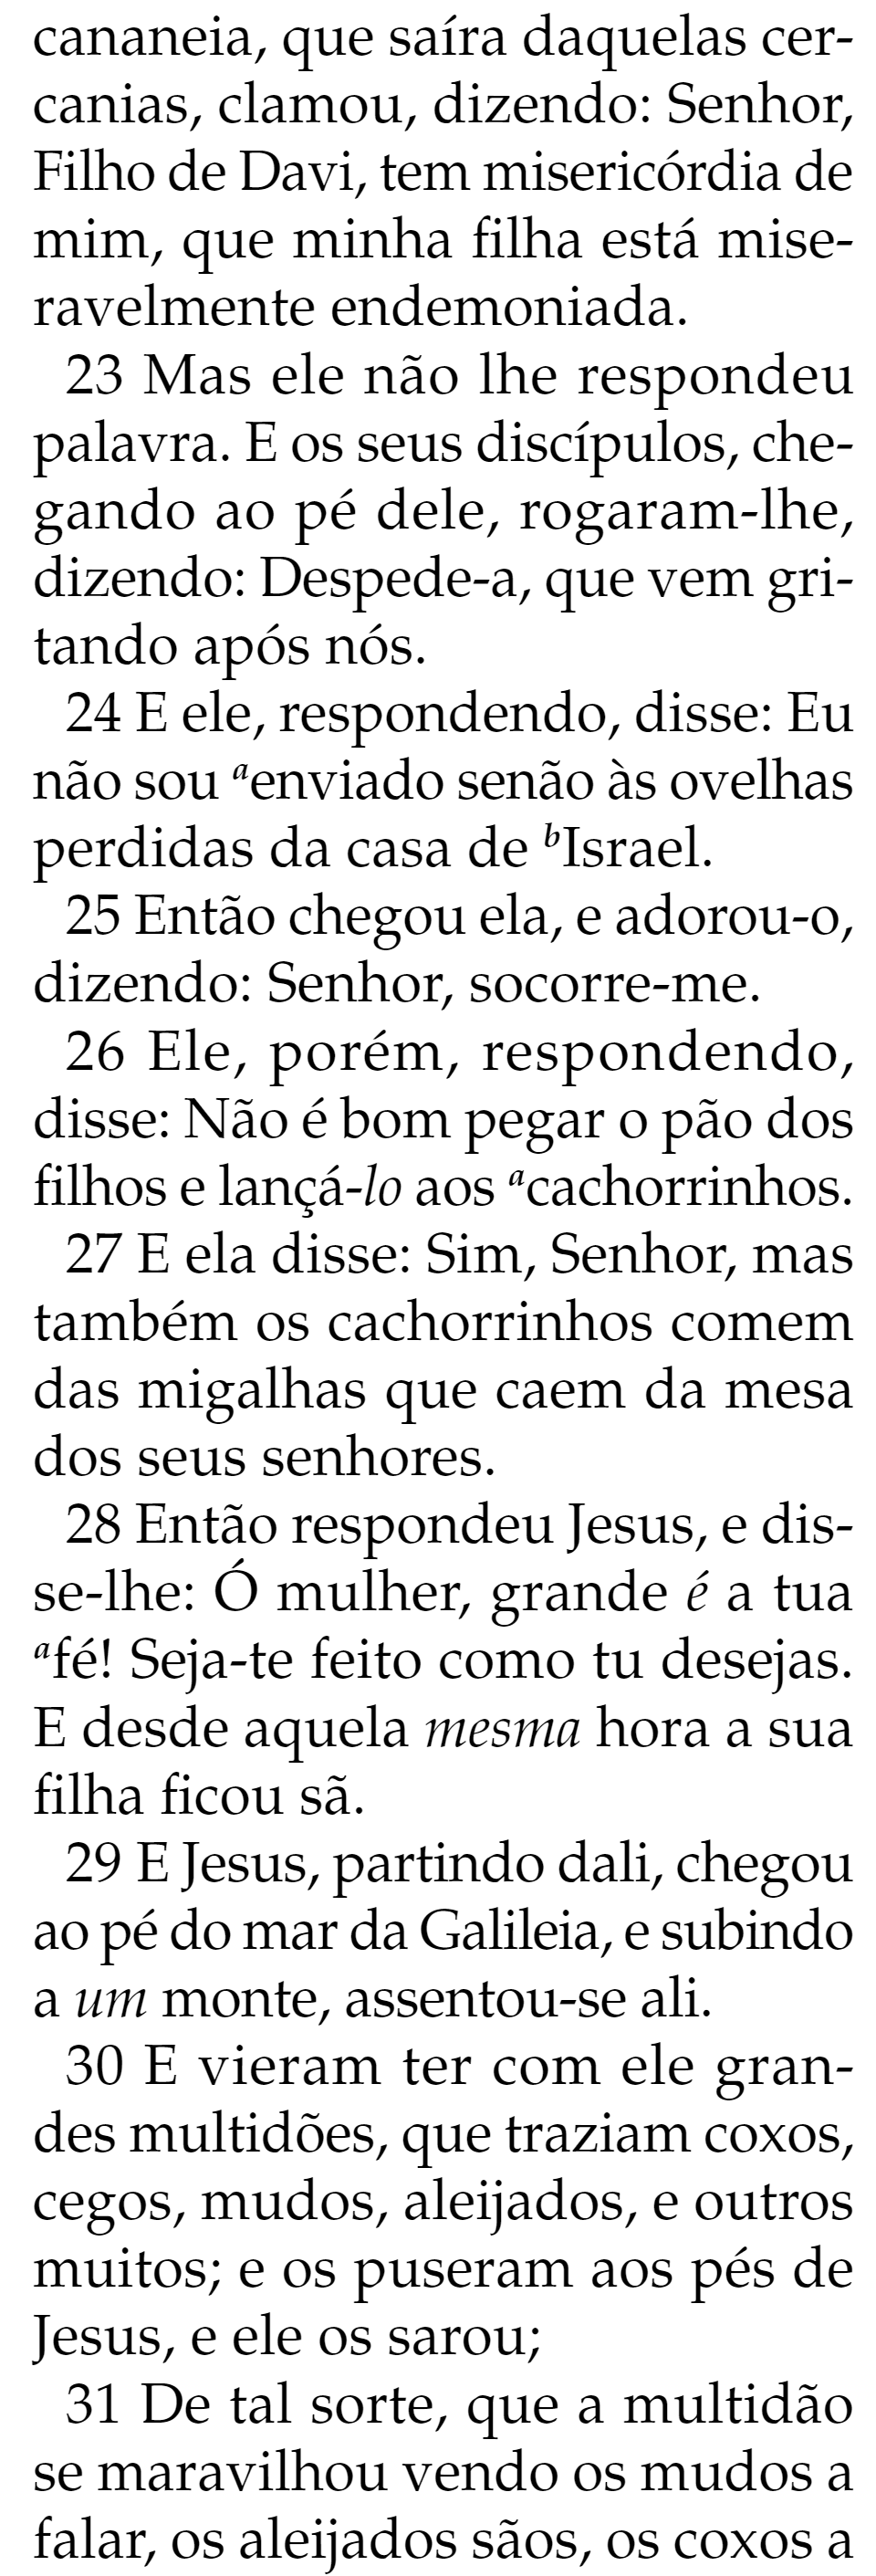 cananeia, que saíra daquelas cer-
canias, clamou, dizendo: Senhor,
Filho de Davi, tem misericórdia de
mim, que minha filha está mise-
ravelmente endemoniada.
23 Mas ele não lhe respondeu
palavra. E os seus discípulos, che-
gando ao pé dele, rogaram-lhe,
dizendo: Despede-a, que vem gri-
tando após nós.
24 E ele, respondendo, disse: Eu
não sou ᵃenviado senão às ovelhas
perdidas da casa de ᵇIsrael.
25 Então chegou ela, e adorou-o,
dizendo: Senhor, socorre-me.
26 Ele, porém, respondendo,
disse: Não é bom pegar o pão dos
filhos e lançá-lo aos ᵃcachorrinhos.
27 E ela disse: Sim, Senhor, mas
também os cachorrinhos comem
das migalhas que caem da mesa
dos seus senhores.
28 Então respondeu Jesus, e dis-
se-lhe: Ó mulher, grande é a tua
ᵃfé! Seja-te feito como tu desejas.
E desde aquela mesma hora a sua
filha ficou sã.
29 E Jesus, partindo dali, chegou
ao pé do mar da Galileia, e subindo
a um monte, assentou-se ali.
30 E vieram ter com ele gran-
des multidões, que traziam coxos,
cegos, mudos, aleijados, e outros
muitos; e os puseram aos pés de
Jesus, e ele os sarou;
31 De tal sorte, que a multidão
se maravilhou vendo os mudos a
falar, os aleijados sãos, os coxos a